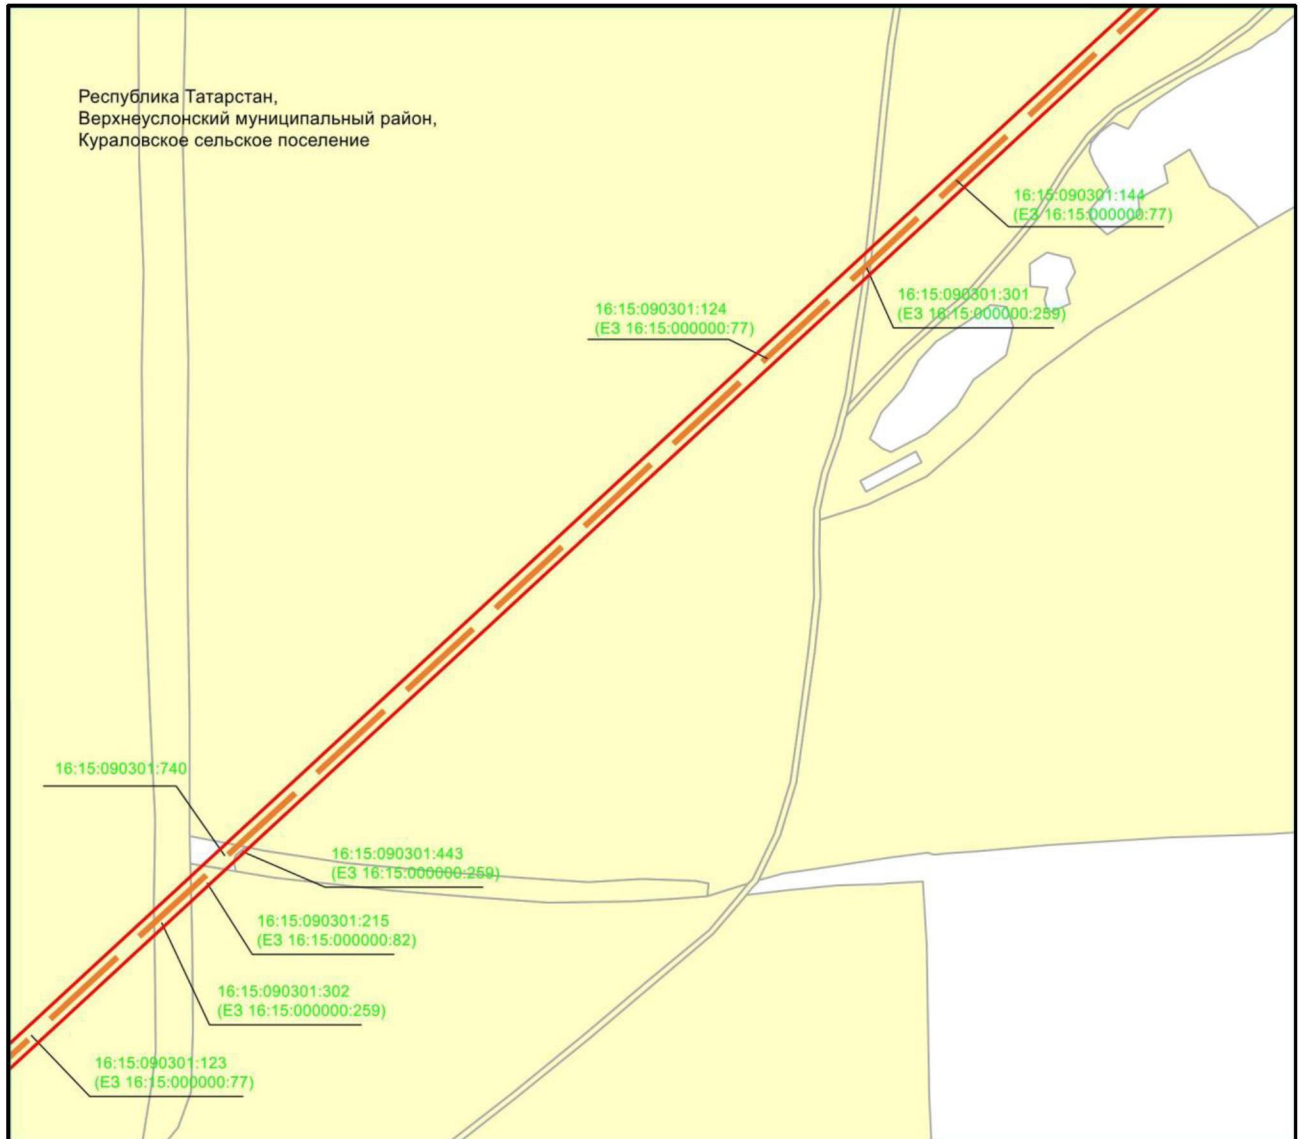 Республика Татарстан,
Верхнеуслонский муниципальный район,
Кураловское сельское поселение
16:15:090301:144
(ЕЗ 16:15:000000:77)
16:15:090301:301
(ЕЗ 16:15:000000:259)
16:15:090301:124
(ЕЗ 16:15:000000:77)
16:15:090301:740
16:15:090301:443
(ЕЗ 16:15:000000:259)
16:15:090301:215
(ЕЗ 16:15:000000:82)
16:15:090301:302
(ЕЗ 16:15:000000:259)
16:15:090301:123
(ЕЗ 16:15:000000:77)